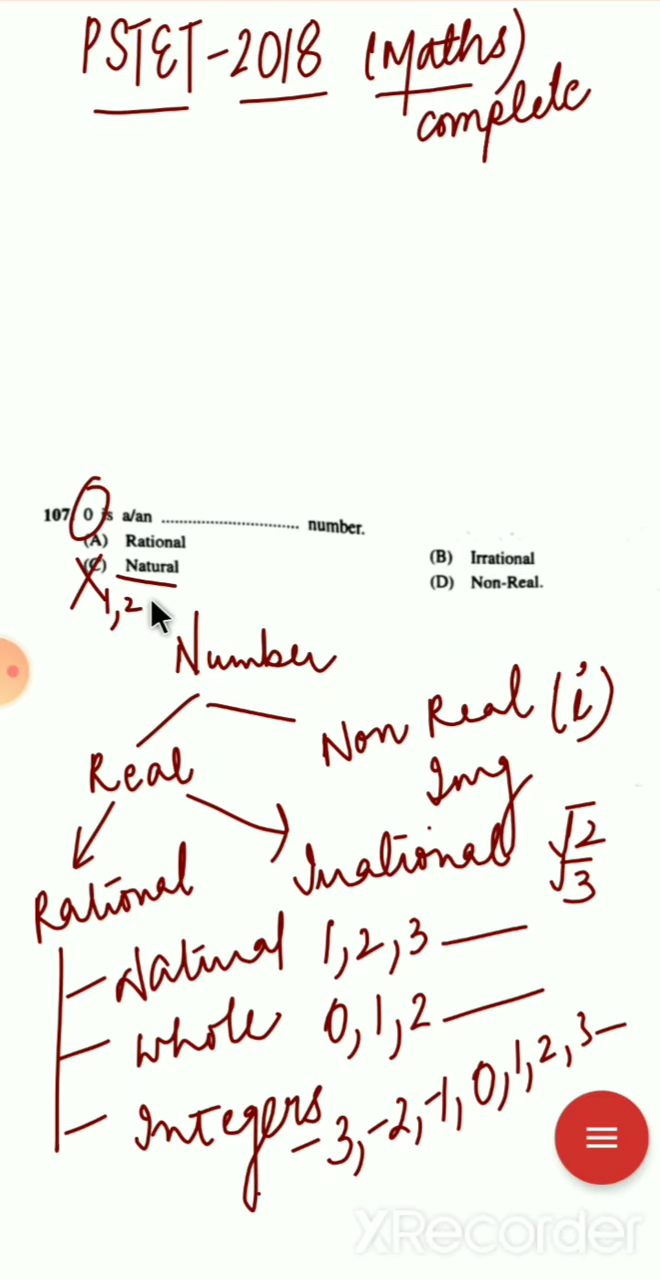 PSTET-2018 (Maths)
complete
107. 0 is a/an .............................. number.
(A) Rational
(B) Irrational
(C) Natural
(D) Non-Real.
1,2
Number
Real
Non Real (i)
Img
Rational
Irrational √2
√3
Natural 1,2,3 —
Whole 0,1,2 —
Integers -3,-2,-1,0,1,2,3-
XRecorder